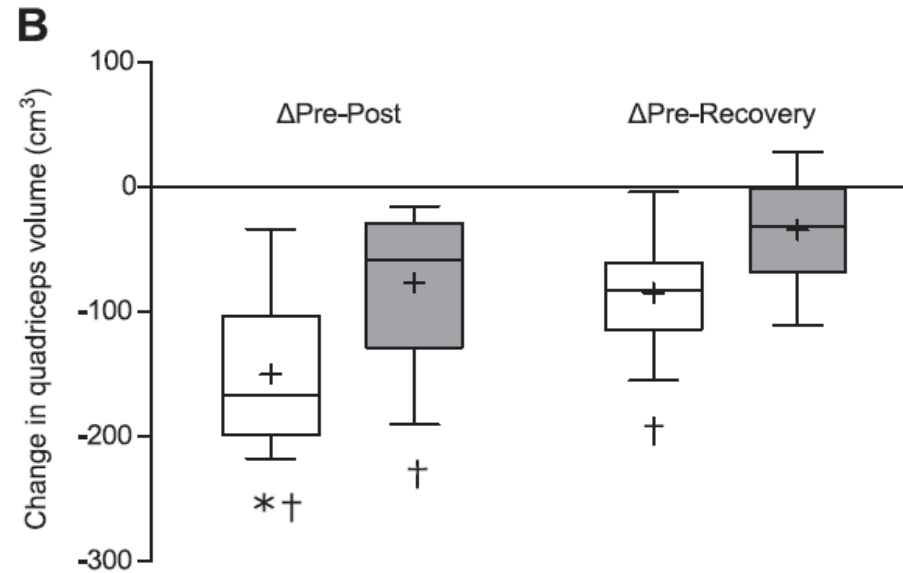 B
Change in quadriceps volume (cm³)
100
0
-100
-200
-300
ΔPre-Post
ΔPre-Recovery
*†
†
†